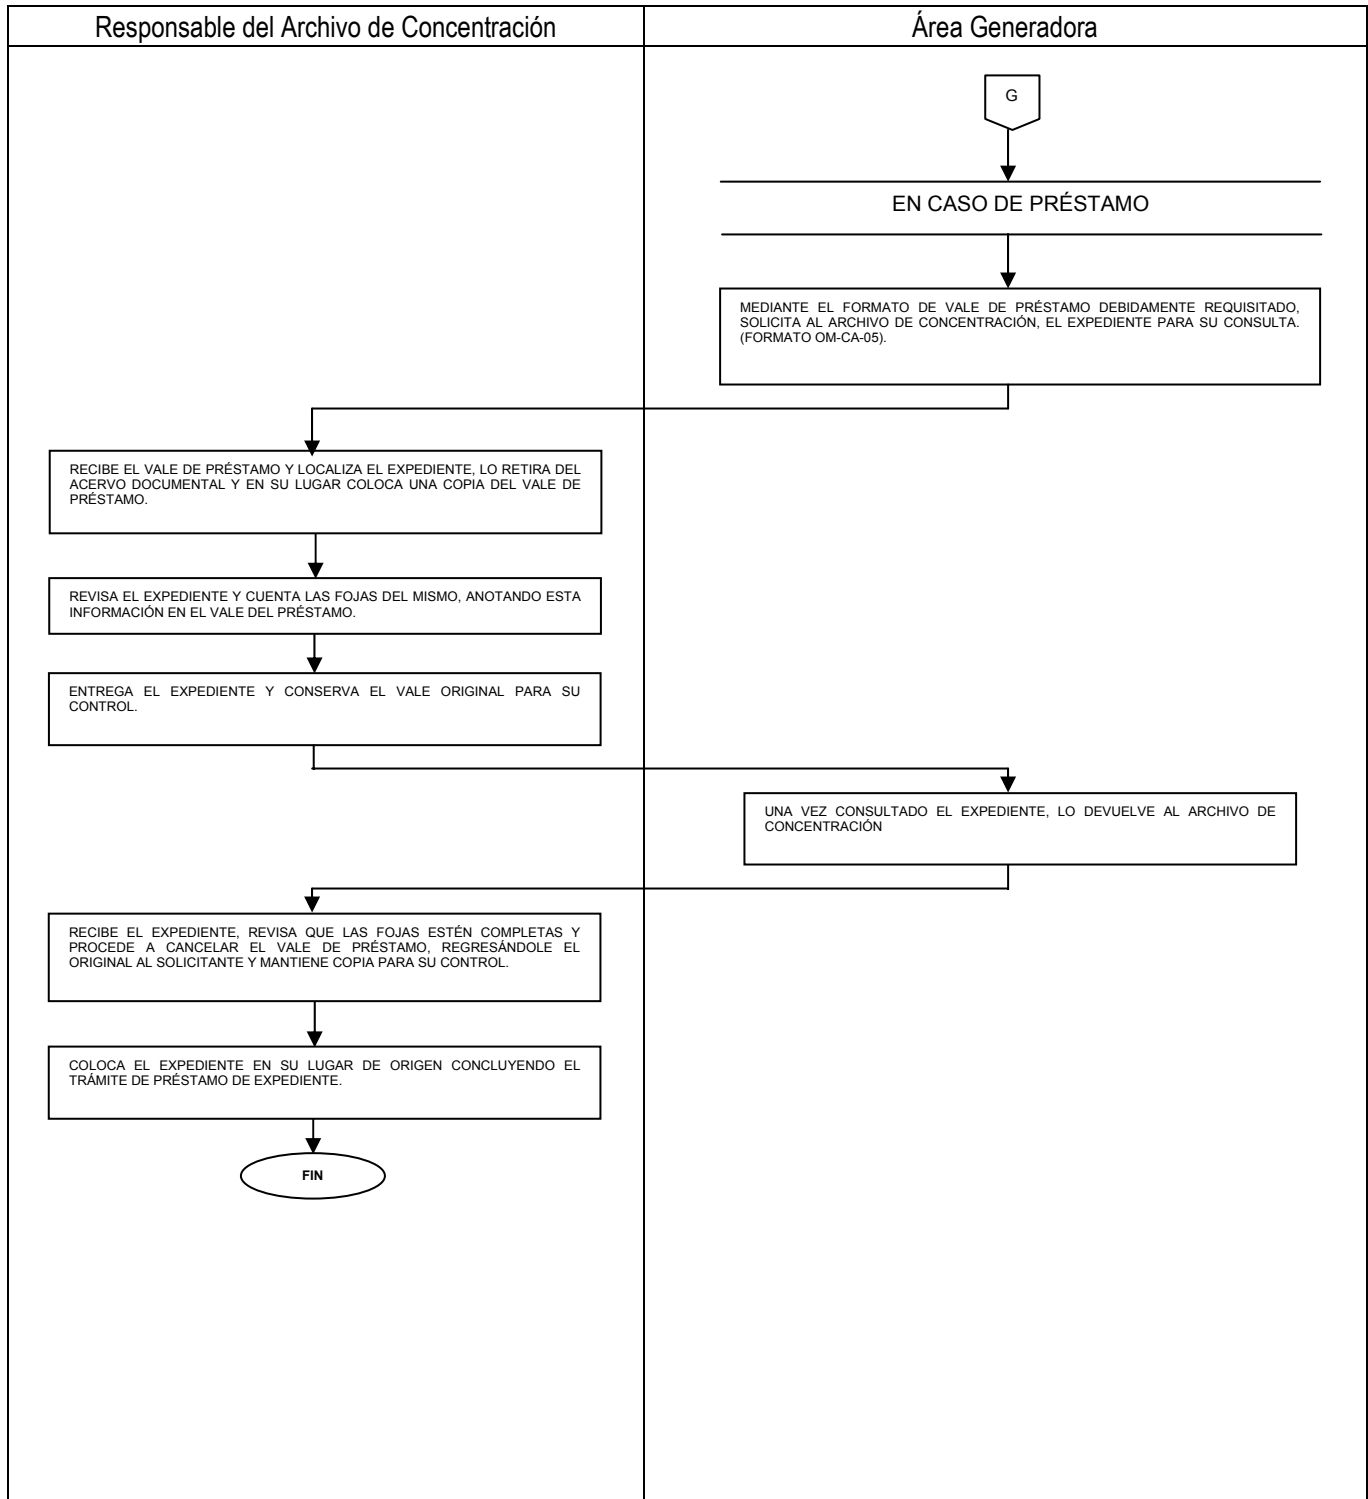 Responsable del Archivo de Concentración
Área Generadora
G
EN CASO DE PRÉSTAMO
MEDIANTE EL FORMATO DE VALE DE PRÉSTAMO DEBIDAMENTE REQUISITADO,
SOLICITA AL ARCHIVO DE CONCENTRACIÓN, EL EXPEDIENTE PARA SU CONSULTA.
(FORMATO OM-CA-05).
RECIBE EL VALE DE PRÉSTAMO Y LOCALIZA EL EXPEDIENTE, LO RETIRA DEL
ACERVO DOCUMENTAL Y EN SU LUGAR COLOCA UNA COPIA DEL VALE DE
PRÉSTAMO.
REVISA EL EXPEDIENTE Y CUENTA LAS FOJAS DEL MISMO, ANOTANDO ESTA
INFORMACIÓN EN EL VALE DEL PRÉSTAMO.
ENTREGA EL EXPEDIENTE Y CONSERVA EL VALE ORIGINAL PARA SU
CONTROL.
UNA VEZ CONSULTADO EL EXPEDIENTE, LO DEVUELVE AL ARCHIVO DE
CONCENTRACIÓN
RECIBE EL EXPEDIENTE, REVISA QUE LAS FOJAS ESTÉN COMPLETAS Y
PROCEDE A CANCELAR EL VALE DE PRÉSTAMO, REGRESÁNDOLE EL
ORIGINAL AL SOLICITANTE Y MANTIENE COPIA PARA SU CONTROL.
COLOCA EL EXPEDIENTE EN SU LUGAR DE ORIGEN CONCLUYENDO EL
TRÁMITE DE PRÉSTAMO DE EXPEDIENTE.
FIN